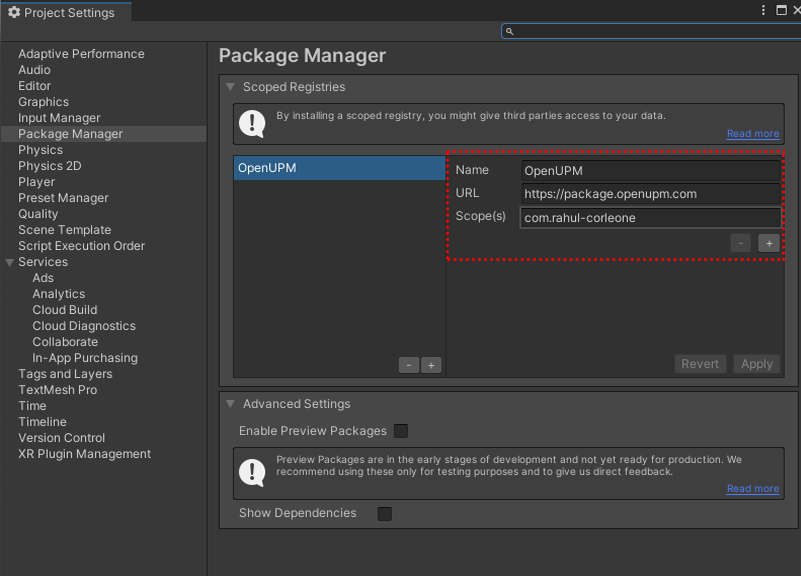 Project Settings
Adaptive Performance
Audio
Editor
Graphics
Input Manager
Package Manager
Physics
Physics 2D
Player
Preset Manager
Quality
Scene Template
Script Execution Order
Services
Ads
Analytics
Cloud Build
Cloud Diagnostics
Collaborate
In-App Purchasing
Tags and Layers
TextMesh Pro
Time
Timeline
Version Control
XR Plugin Management
Package Manager
Scoped Registries
By installing a scoped registry, you might give third parties access to your data.
Read more
OpenUPM
- +
Name OpenUPM
URL https://package.openupm.com
Scope(s) com.rahul-corleone
- +
Revert Apply
Advanced Settings
Enable Preview Packages
Preview Packages are in the early stages of development and not yet ready for production. We
recommend using these only for testing purposes and to give us direct feedback.
Read more
Show Dependencies